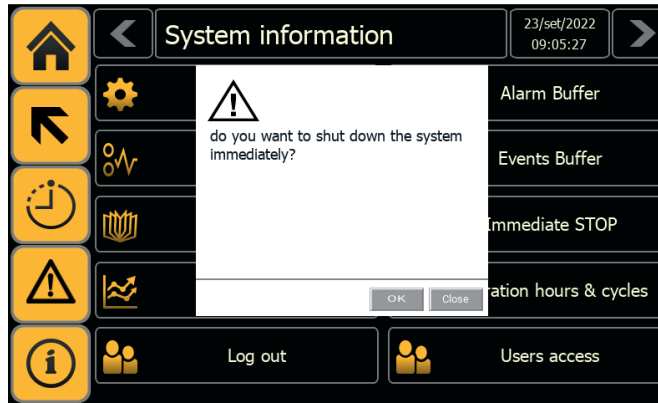 System information
23/set/2022
09:05:27
Alarm Buffer
do you want to shut down the system
immediately?
Events Buffer
Immediate STOP
ration hours & cycles
OK
Close
Log out
Users access